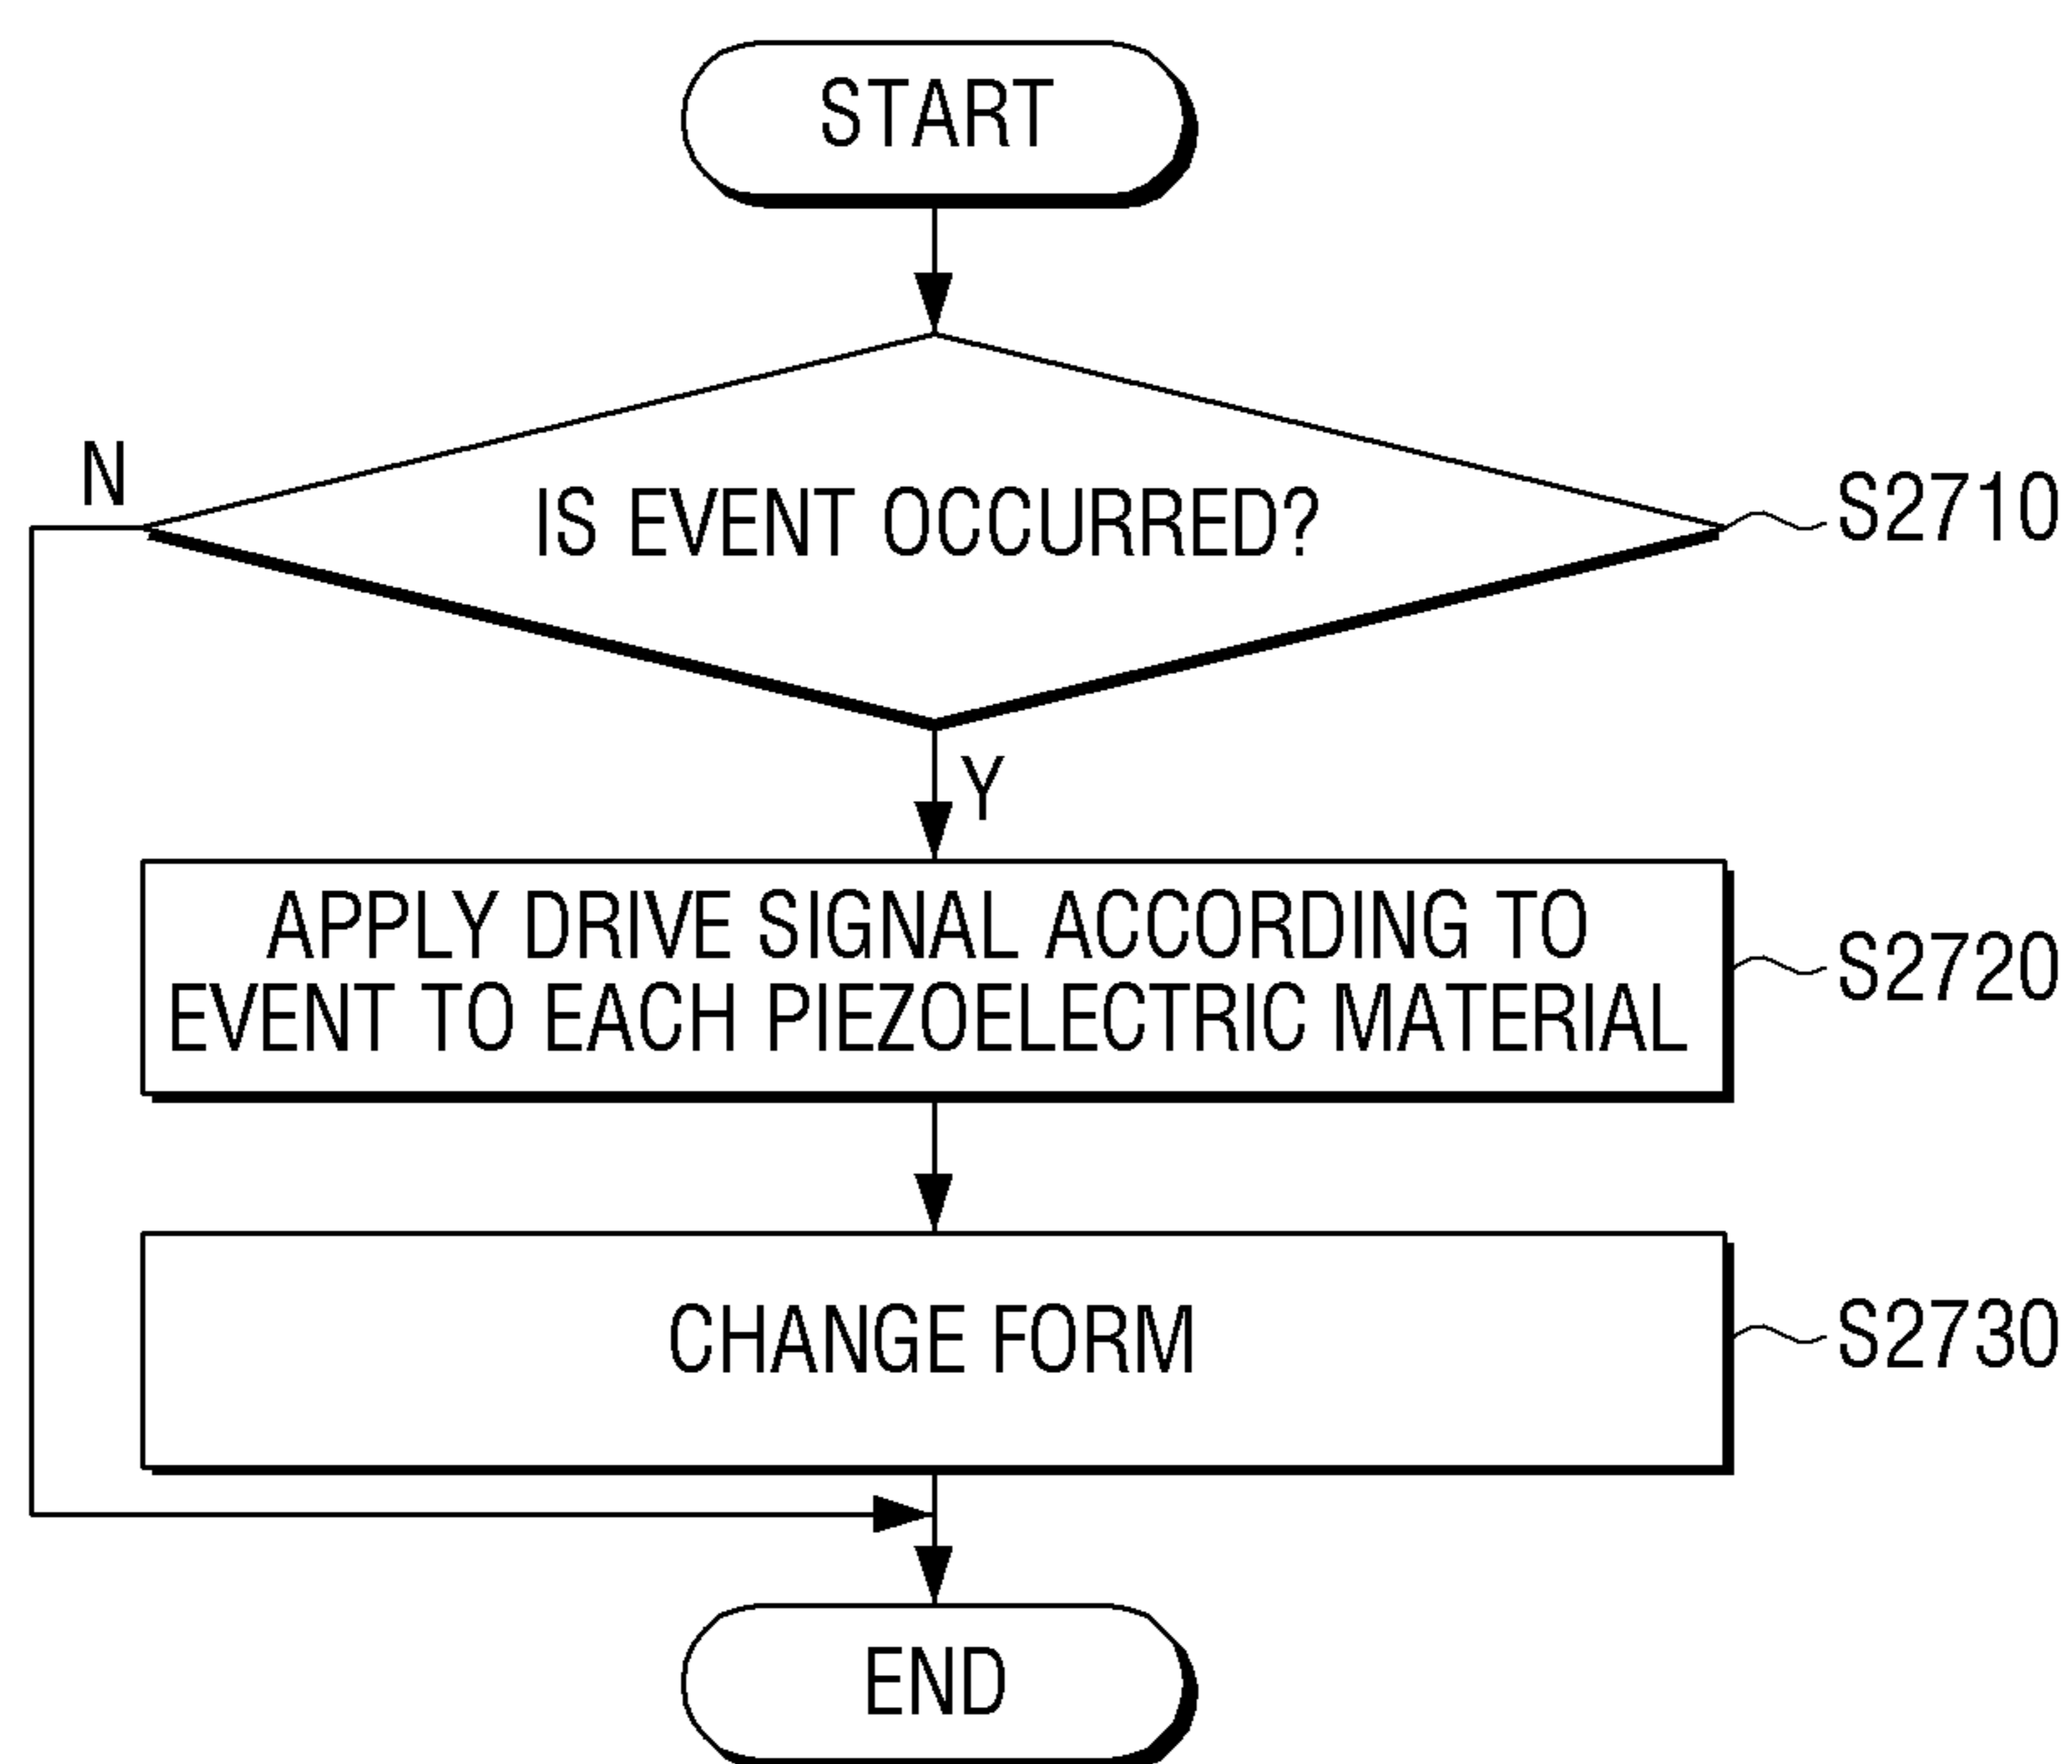 START
N
IS EVENT OCCURRED?
S2710
Y
APPLY DRIVE SIGNAL ACCORDING TO
EVENT TO EACH PIEZOELECTRIC MATERIAL
S2720
CHANGE FORM
S2730
END